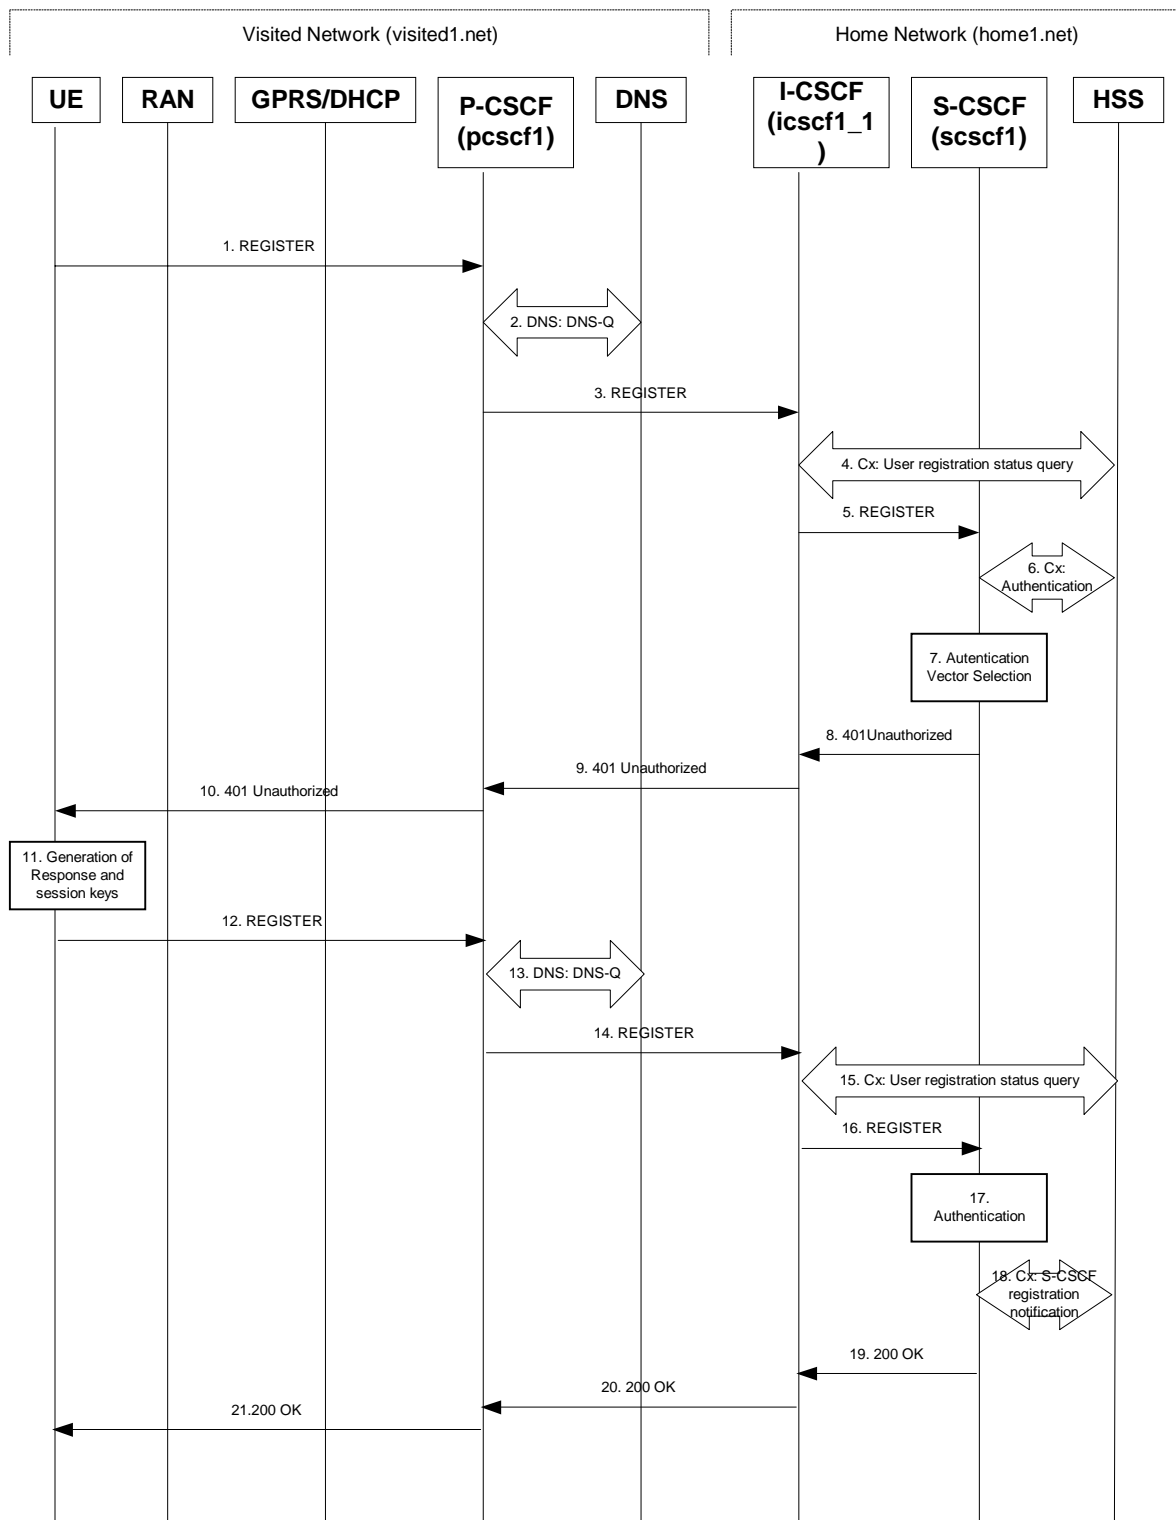 Visited Network (visited1.net)
Home Network (home1.net)
UE
RAN
GPRS/DHCP
P-CSCF
(pcscf1)
DNS
I-CSCF
(icscf1_1
)
S-CSCF
(scscf1)
HSS
1. REGISTER
2. DNS: DNS-Q
3. REGISTER
4. Cx: User registration status query
5. REGISTER
6. Cx:
Authentication
7. Autentication
Vector Selection
8. 401Unauthorized
9. 401 Unauthorized
10. 401 Unauthorized
11. Generation of
Response and
session keys
12. REGISTER
13. DNS: DNS-Q
14. REGISTER
15. Cx: User registration status query
16. REGISTER
17.
Authentication
18. Cx: S-CSCF
registration
notification
19. 200 OK
20. 200 OK
21.200 OK